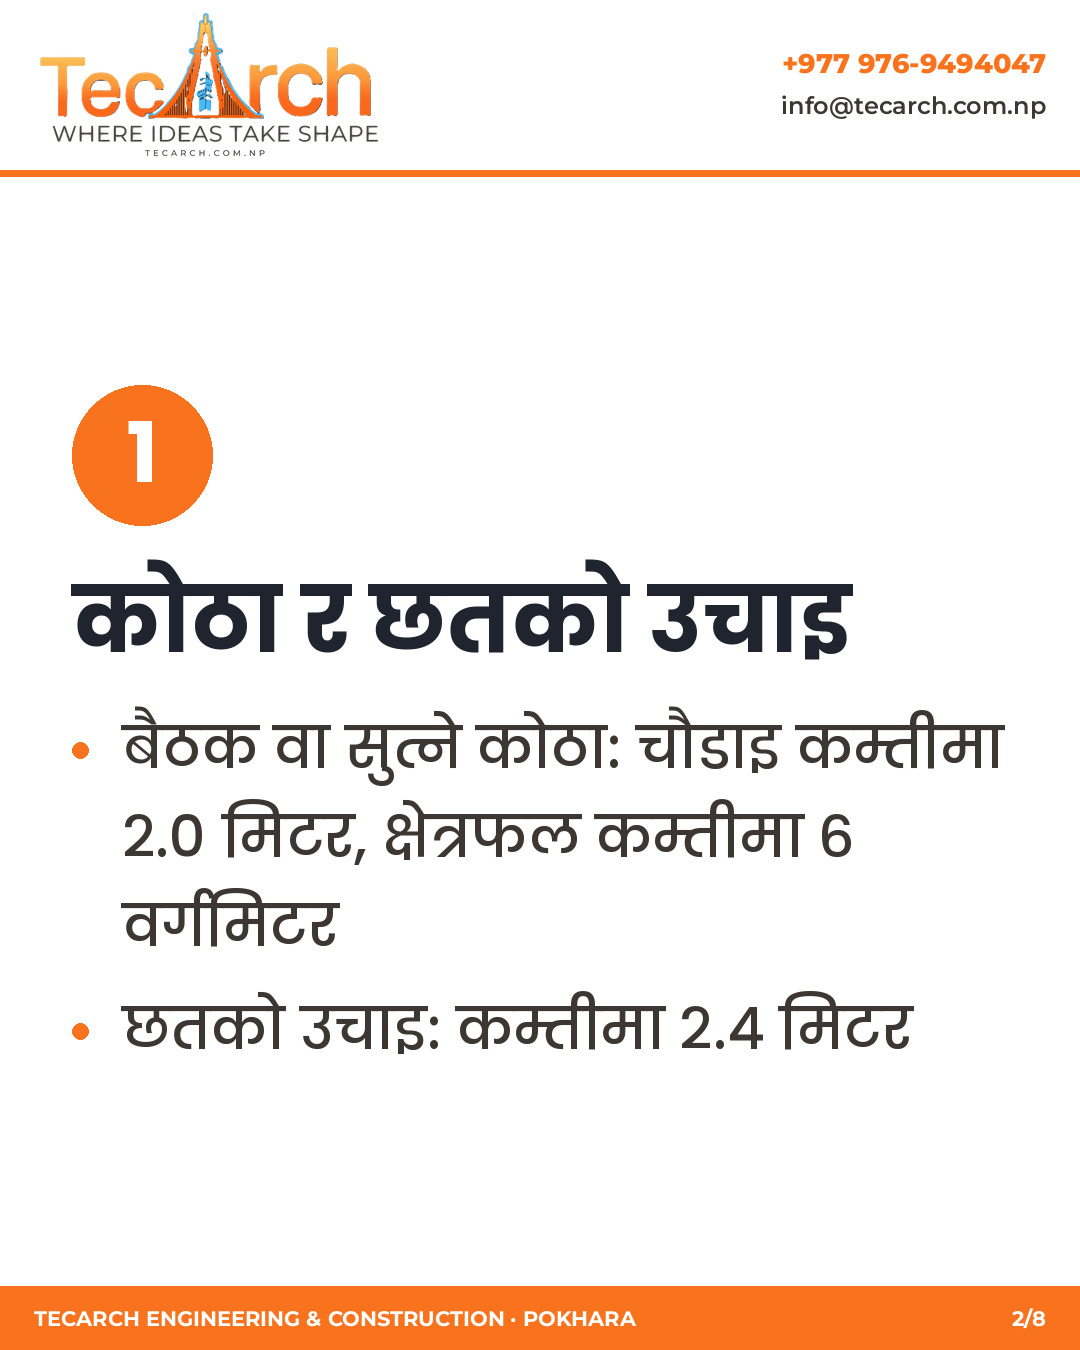 TecArch
WHERE IDEAS TAKE SHAPE
TECARCH.COM.NP
+977 976-9494047
info@tecarch.com.np
1
कोठा र छतको उचाइ
• बैठक वा सुत्ने कोठा: चौडाइ कम्तीमा
2.0 मिटर, क्षेत्रफल कम्तीमा 6
वर्गमिटर
• छतको उचाइ: कम्तीमा 2.4 मिटर
TECARCH ENGINEERING & CONSTRUCTION · POKHARA
2/8